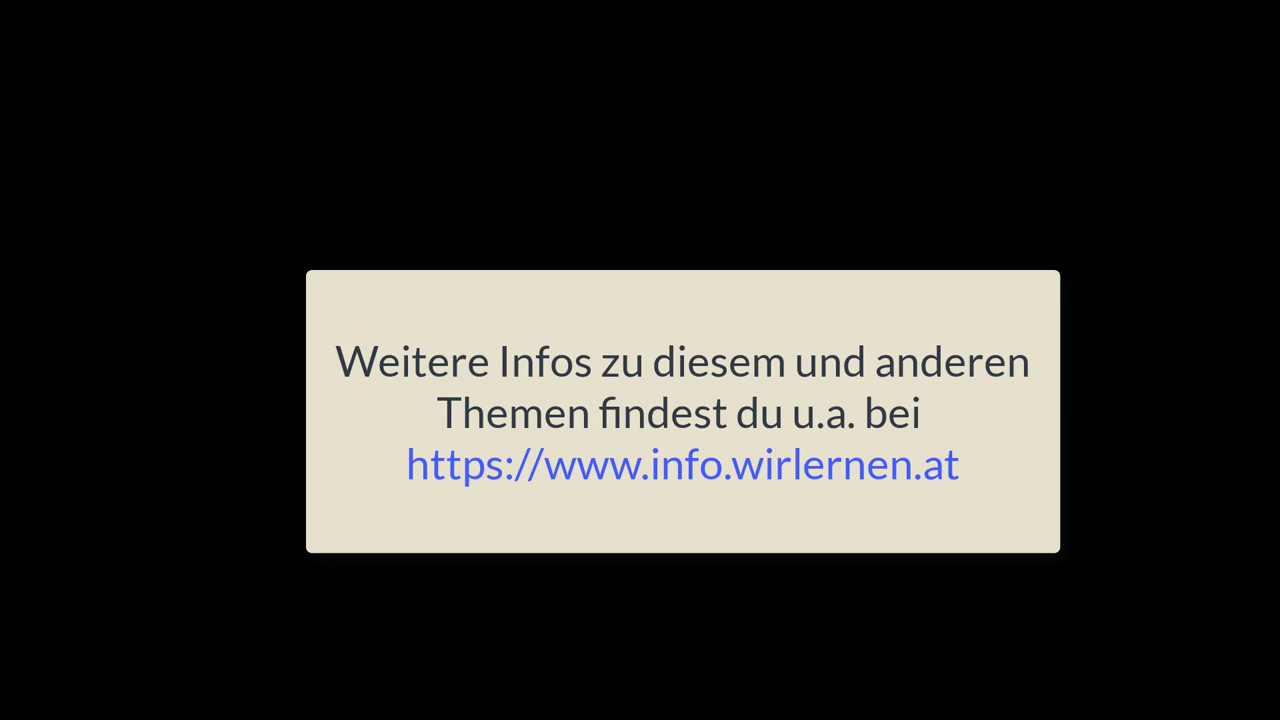 Weitere Infos zu diesem und anderen
Themen findest du u.a. bei
https://www.info.wirlernen.at